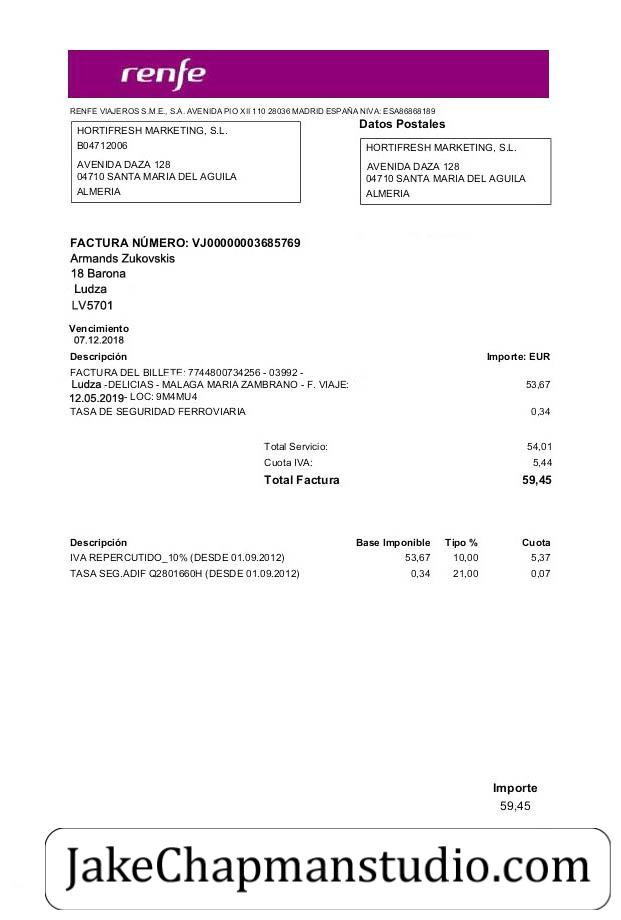 renfe
RENFE VIAJEROS S.M.E., S.A. AVENIDA PIO XII 110 28036 MADRID ESPAÑA NIVA: ESA86868189
HORTIFRESH MARKETING, S.L.
B04712006
AVENIDA DAZA 128
04710 SANTA MARIA DEL AGUILA
ALMERIA
Datos Postales
HORTIFRESH MARKETING, S.L.
AVENIDA DAZA 128
04710 SANTA MARIA DEL AGUILA
ALMERIA
FACTURA NÚMERO: VJ00000003685769
Armands Zukovskis
18 Barona
Ludza
LV5701
Vencimiento
07.12.2018
Descripción Importe: EUR
FACTURA DEL BILLETE: 7744800734256 - 03992 -
Ludza -DELICIAS - MALAGA MARIA ZAMBRANO - F. VIAJE: 53,67
12.05.2019- LOC: 9M4MU4
TASA DE SEGURIDAD FERROVIARIA 0,34
Total Servicio: 54,01
Cuota IVA: 5,44
Total Factura 59,45
Descripción Base Imponible Tipo % Cuota
IVA REPERCUTIDO_10% (DESDE 01.09.2012) 53,67 10,00 5,37
TASA SEG.ADIF Q2801660H (DESDE 01.09.2012) 0,34 21,00 0,07
Importe
59,45
JakeChapmanstudio.com